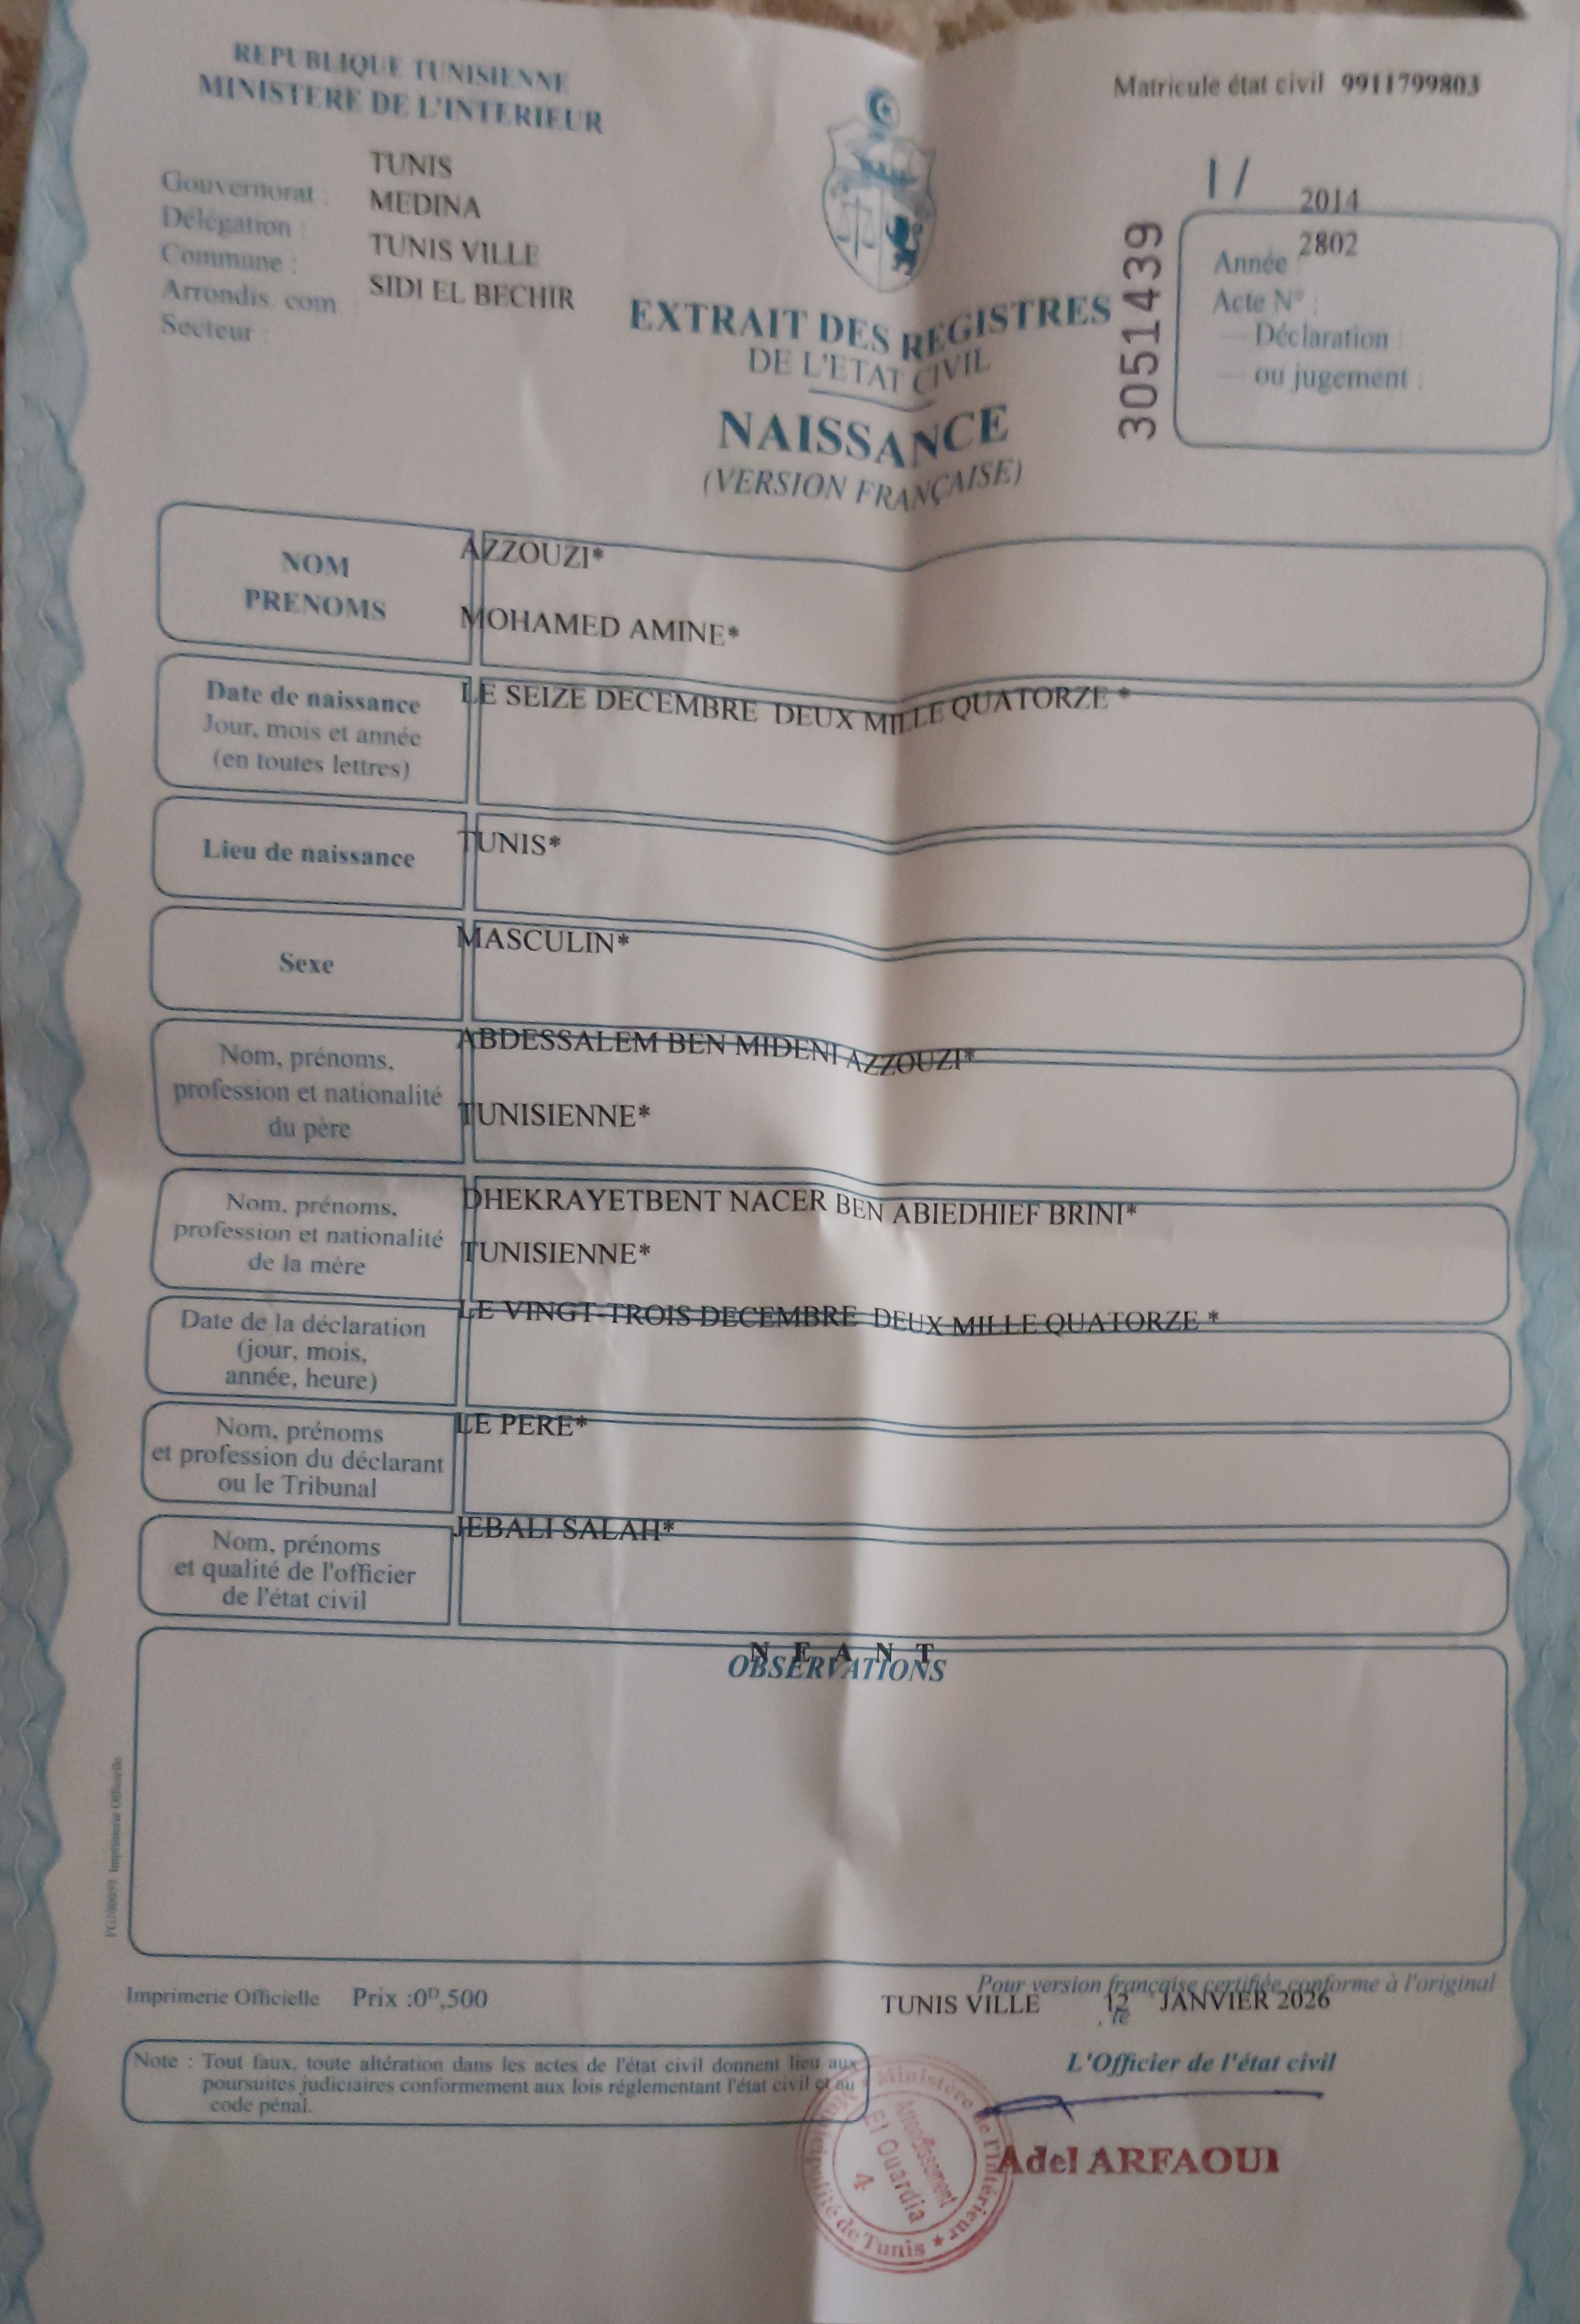 REPUBLIQUE TUNISIENNE
MINISTERE DE L'INTERIEUR
Matricule état civil 9911799803
Gouvernorat : TUNIS
Délégation : MEDINA
Commune : TUNIS VILLE
Arrondis. com : SIDI EL BECHIR
Secteur :
1/
2014
2802
Année
Acte N° :
Déclaration :
ou jugement :
3051439
EXTRAIT DES REGISTRES
DE L'ETAT CIVIL
NAISSANCE
(VERSION FRANÇAISE)
NOM
PRENOMS
AZZOUZI*
MOHAMED AMINE*
Date de naissance
Jour, mois et année
(en toutes lettres)
LE SEIZE DECEMBRE DEUX MILLE QUATORZE *
Lieu de naissance
TUNIS*
Sexe
MASCULIN*
Nom, prénoms,
profession et nationalité
du père
ABDESSALEM BEN MIDENI AZZOUZI*
TUNISIENNE*
Nom, prénoms,
profession et nationalité
de la mère
DHEKRAYETBENT NACER BEN ABIEDHIEF BRINI*
TUNISIENNE*
Date de la déclaration
(jour, mois,
année, heure)
LE VINGT-TROIS DECEMBRE DEUX MILLE QUATORZE *
Nom, prénoms
et profession du déclarant
ou le Tribunal
LE PERE*
Nom, prénoms
et qualité de l'officier
de l'état civil
JEBALI SALAH*
N E A N T
OBSERVATIONS
Imprimerie Officielle
Imprimerie Officielle Prix :0ᴰ,500
Pour version française certifiée conforme à l'original
TUNIS VILLE 12 JANVIER 2026
, le
Note : Tout faux, toute altération dans les actes de l'état civil donnent lieu aux
poursuites judiciaires conformement aux lois réglementant l'état civil et au
code pénal.
L'Officier de l'état civil
Adel ARFAOUI
Ministère de l'Intérieur * Municipalité de Tunis *
Arrondissement
El Ouardia
4